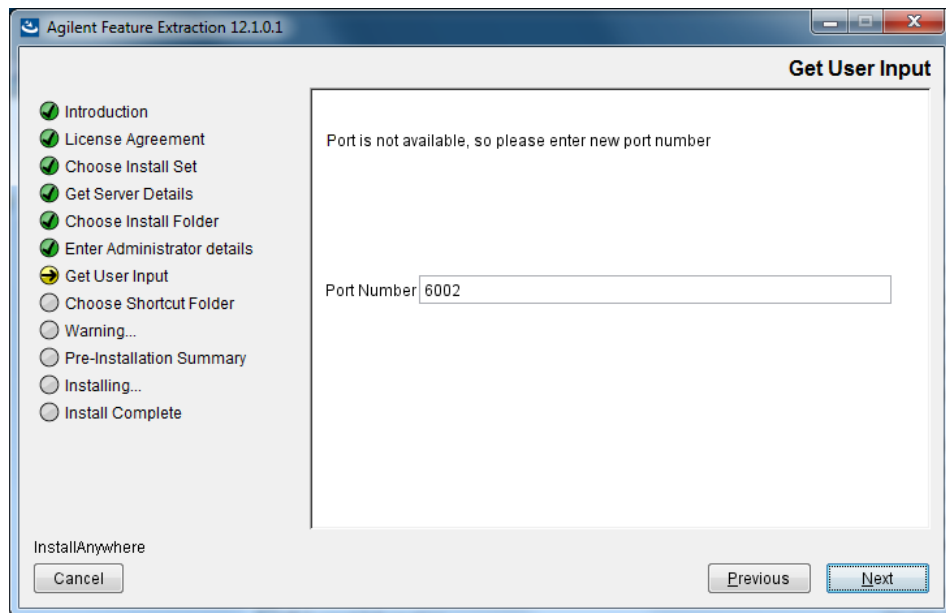 Agilent Feature Extraction 12.1.0.1
Get User Input
Introduction
License Agreement
Choose Install Set
Get Server Details
Choose Install Folder
Enter Administrator details
Get User Input
Choose Shortcut Folder
Warning...
Pre-Installation Summary
Installing...
Install Complete
Port is not available, so please enter new port number
Port Number 6002
InstallAnywhere
Cancel Previous Next